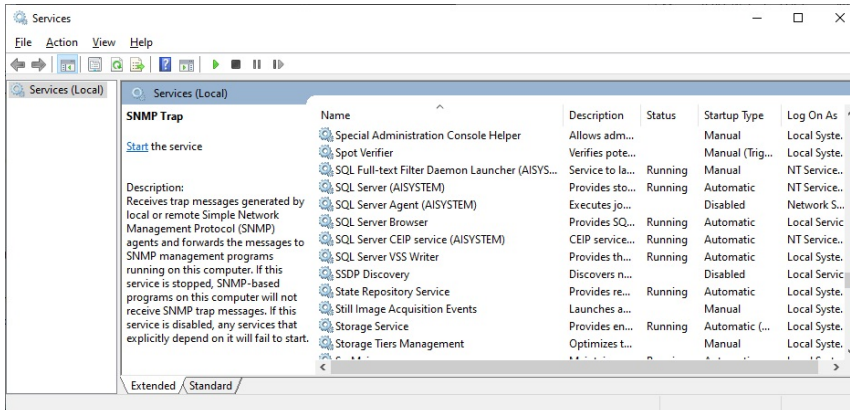 Services
File Action View Help
Services (Local)
Services (Local)
SNMP Trap
Start the service
Description:
Receives trap messages generated by
local or remote Simple Network
Management Protocol (SNMP)
agents and forwards the messages to
SNMP management programs
running on this computer. If this
service is stopped, SNMP-based
programs on this computer will not
receive SNMP trap messages. If this
service is disabled, any services that
explicitly depend on it will fail to start.
Name Description Status Startup Type Log On As
Special Administration Console Helper Allows adm... Manual Local Syste.
Spot Verifier Verifies pote... Manual (Trig... Local Syste.
SQL Full-text Filter Daemon Launcher (AISYS... Service to la... Running Manual NT Service..
SQL Server (AISYSTEM) Provides sto... Running Automatic NT Service..
SQL Server Agent (AISYSTEM) Executes jo... Disabled Network S...
SQL Server Browser Provides SQ... Running Automatic Local Servic
SQL Server CEIP service (AISYSTEM) CEIP service... Running Automatic NT Service..
SQL Server VSS Writer Provides th... Running Automatic Local Syste.
SSDP Discovery Discovers n... Disabled Local Servic
State Repository Service Provides re... Running Automatic Local Syste.
Still Image Acquisition Events Launches a... Manual Local Syste.
Storage Service Provides en... Running Automatic (... Local Syste.
Storage Tiers Management Optimizes t... Manual Local Syste.
Extended Standard